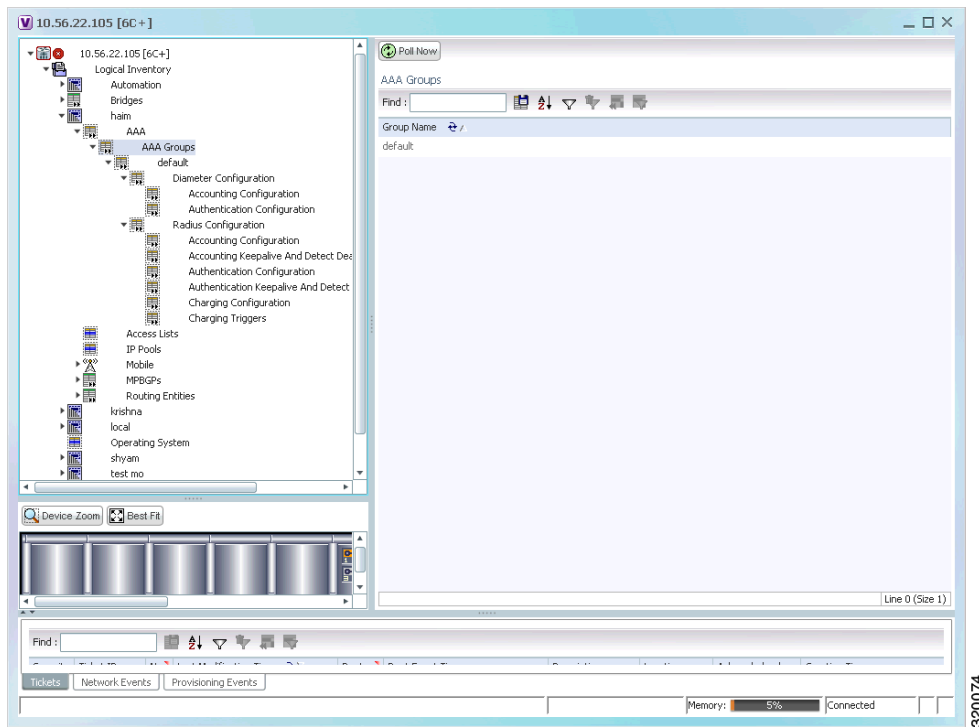 10.56.22.105 [6C+]
10.56.22.105 [6C+]
Logical Inventory
Automation
Bridges
haim
AAA
AAA Groups
default
Diameter Configuration
Accounting Configuration
Authentication Configuration
Radius Configuration
Accounting Configuration
Accounting Keepalive And Detect Dea
Authentication Configuration
Authentication Keepalive And Detect
Charging Configuration
Charging Triggers
Access Lists
IP Pools
Mobile
MPBGPs
Routing Entities
krishna
local
Operating System
shyam
test mo
Device Zoom
Best Fit
Poll Now
AAA Groups
Find :
Group Name
default
Line 0 (Size 1)
Find :
Tickets
Network Events
Provisioning Events
Memory: 5%
Connected